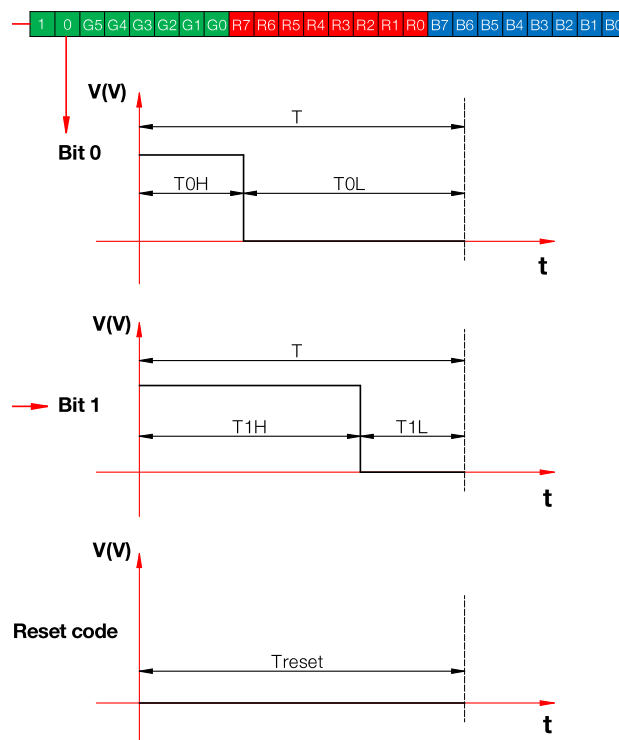 1 0 G5 G4 G3 G2 G1 G0 R7 R6 R5 R4 R3 R2 R1 R0 B7 B6 B5 B4 B3 B2 B1 B0
V(V)
T
Bit 0
T0H T0L
t
V(V)
T
Bit 1
T1H T1L
t
V(V)
Reset code
Treset
t